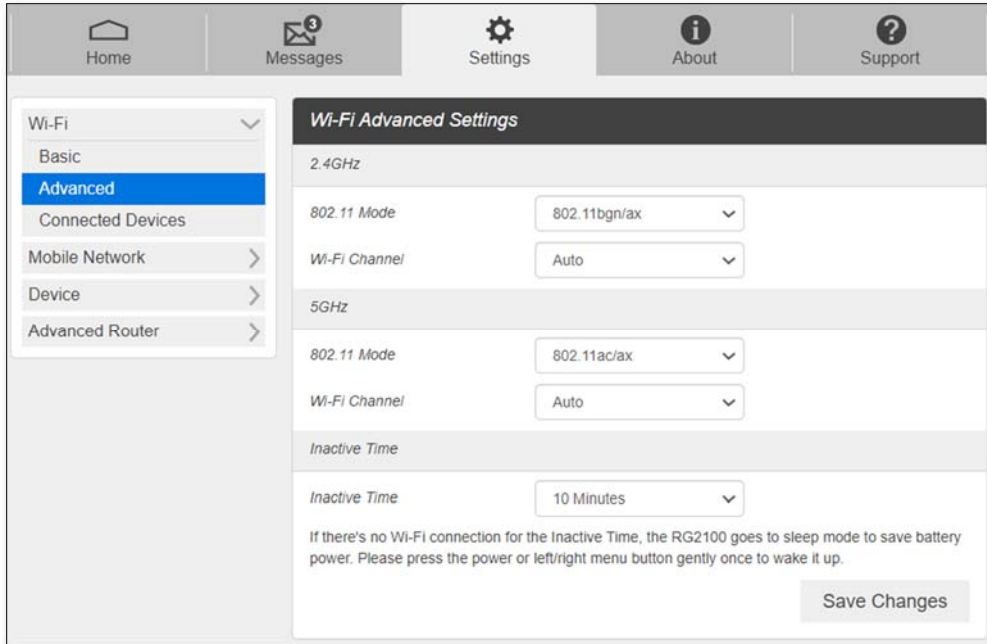 Home
3
Messages
Settings
About
Support
Wi-Fi
Basic
Advanced
Connected Devices
Mobile Network
Device
Advanced Router
Wi-Fi Advanced Settings
2.4GHz
802.11 Mode
802.11bgn/ax
Wi-Fi Channel
Auto
5GHz
802.11 Mode
802.11ac/ax
Wi-Fi Channel
Auto
Inactive Time
Inactive Time
10 Minutes
If there's no Wi-Fi connection for the Inactive Time, the RG2100 goes to sleep mode to save battery
power. Please press the power or left/right menu button gently once to wake it up.
Save Changes